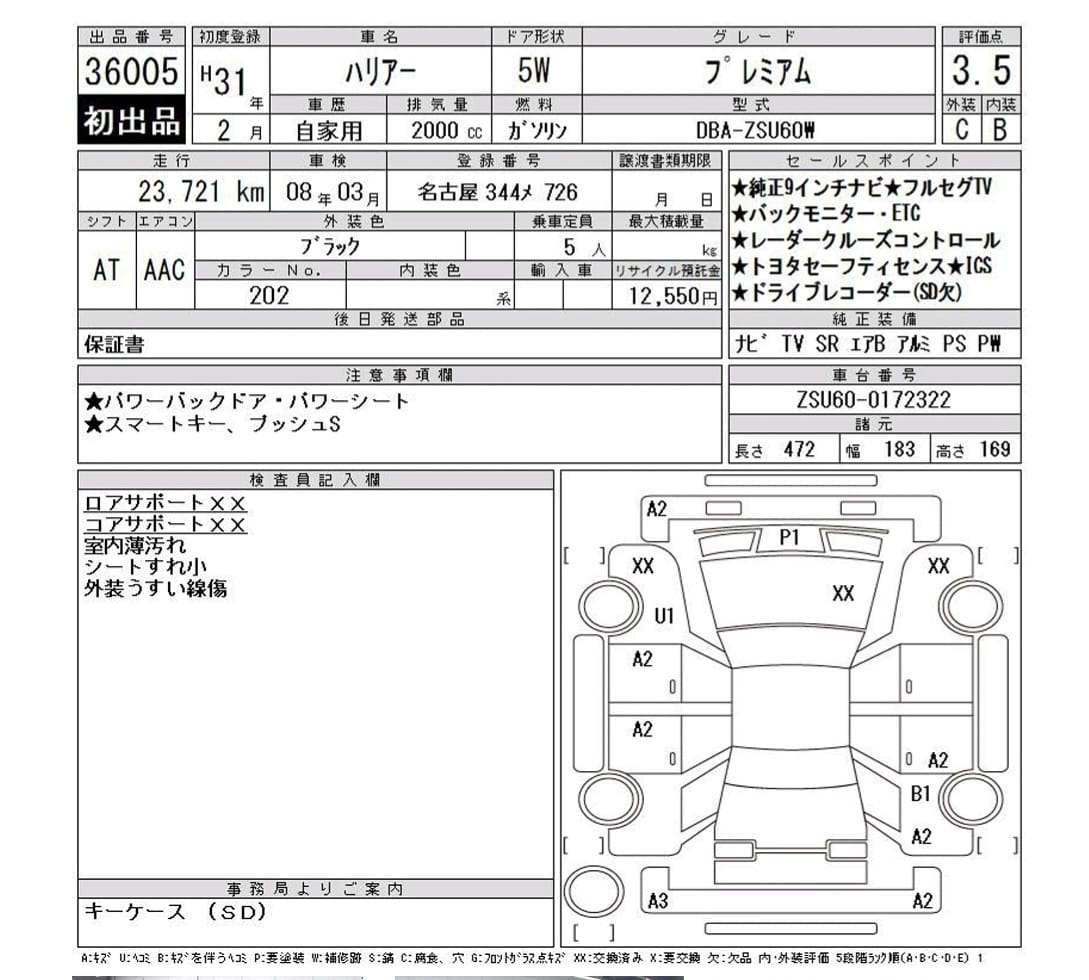 出品番号 初度登録 車名 ドア形状 グレード 評価点
36005 H31年 ハリアー 5W プレミアム 3.5
初出品 車歴 排気量 燃料 型式 外装 内装
2月 自家用 2000cc ガソリン DBA-ZSU60W C B
走行 車検 登録番号 譲渡書類期限
23,721 km 08年03月 名古屋 344メ 726 月 日
シフト エアコン 外装色 乗車定員 最大積載量
AT AAC ブラック 5人 kg
カラーNo. 内装色 輸入車 リサイクル預託金
202 系 12,550円
後日発送部品
保証書
セールスポイント
★純正9インチナビ★フルセグTV
★バックモニター・ETC
★レーダークルーズコントロール
★トヨタセーフティセンス★ICS
★ドライブレコーダー(SD欠)
純正装備
ナビ TV SR エアB アルミ PS PW
注意事項欄
★パワーバックドア・パワーシート
★スマートキー、プッシュS
車台番号
ZSU60-0172322
諸元
長さ 472 幅 183 高さ 169
検査員記入欄
ロアサポートXX
コアサポートXX
室内薄汚れ
シートすれ小
外装うすい線傷
事務局よりご案内
キーケース (SD)
A2
P1
XX XX
XX
U1
A2
A2
A2
B1
A2
A3 A2
A:キズ U:ヘコミ B:キズを伴うヘコミ P:要塗装 W:補修跡 S:錆 C:腐食、穴 G:フロントガラス点キズ XX:交換済み X:要交換 欠:欠品 内・外装評価 5段階ランク順(A・B・C・D・E) 1